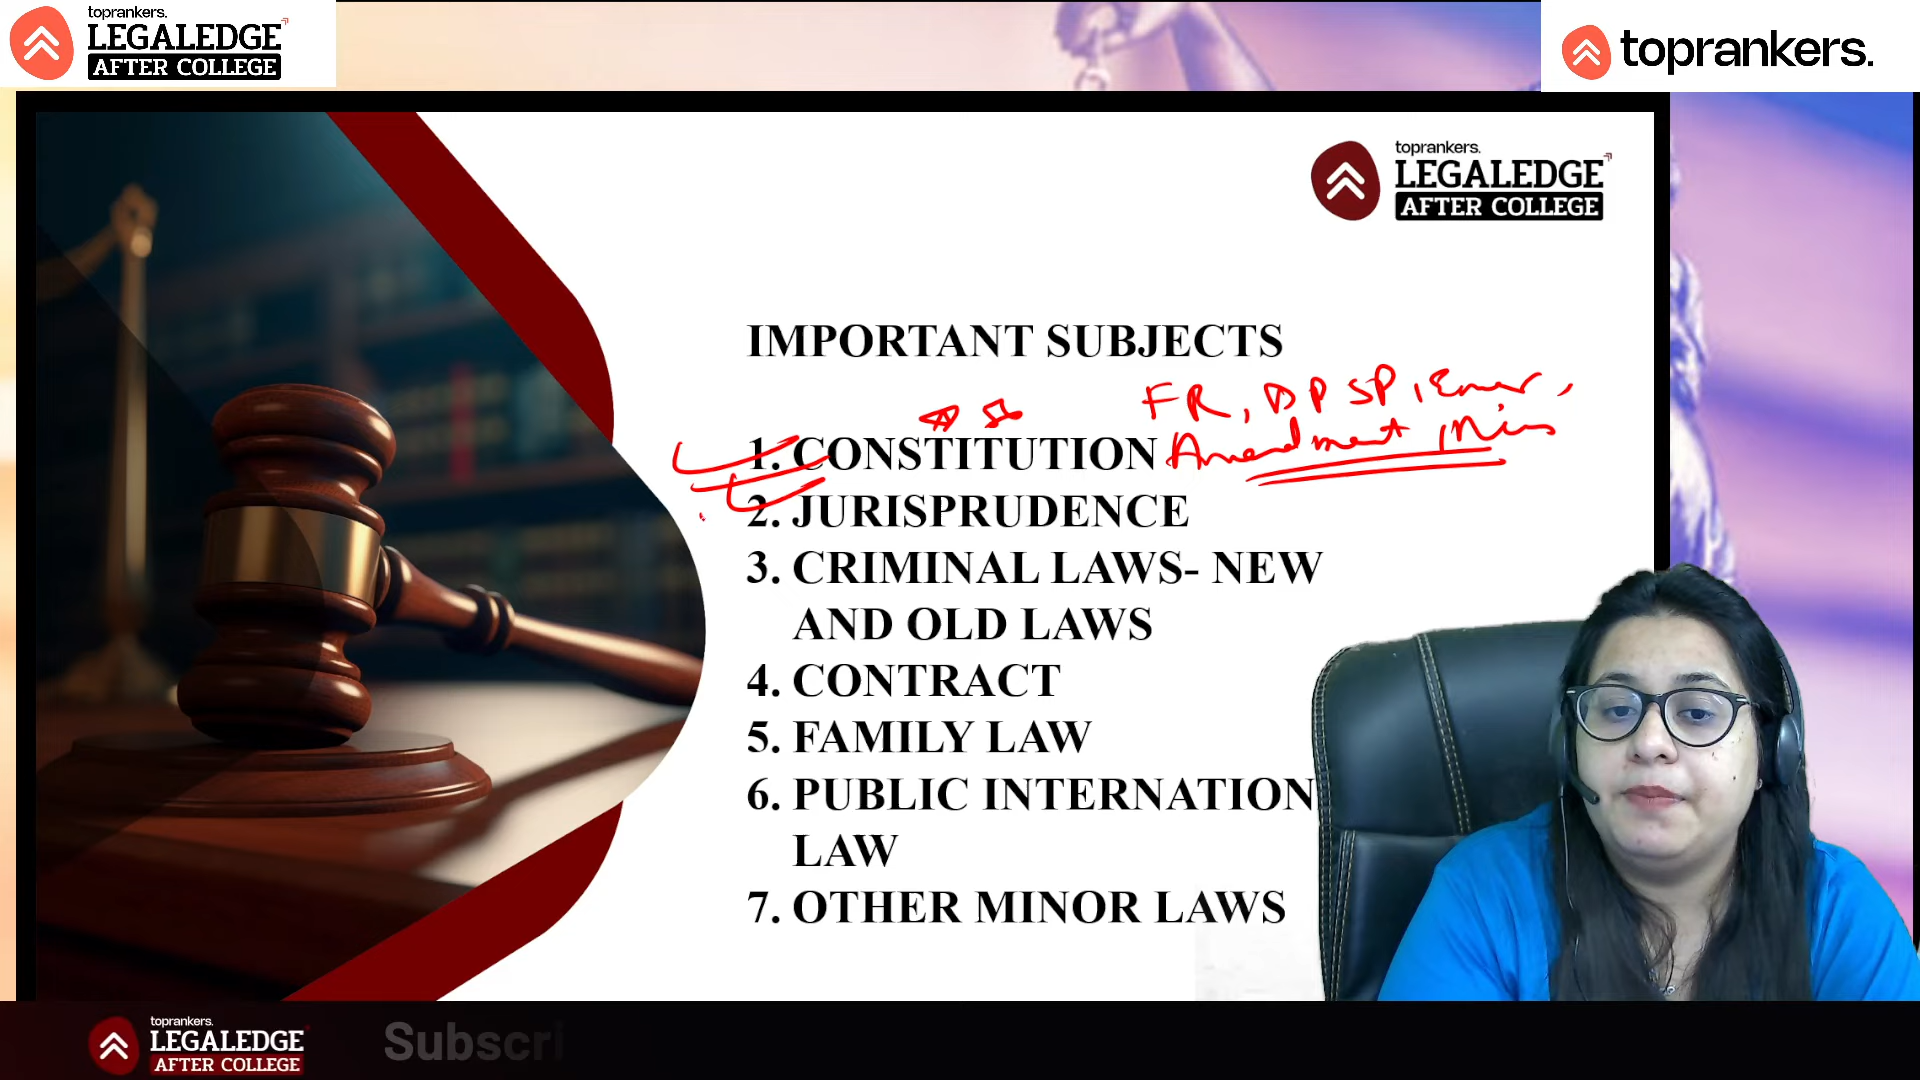 toprankers.
LEGALEDGE
AFTER COLLEGE
toprankers.
toprankers.
LEGALEDGE
AFTER COLLEGE
IMPORTANT SUBJECTS
FR, DPSP, Emer,
1. CONSTITUTION Amendment,
2. JURISPRUDENCE
3. CRIMINAL LAWS- NEW
AND OLD LAWS
4. CONTRACT
5. FAMILY LAW
6. PUBLIC INTERNATION
LAW
7. OTHER MINOR LAWS
toprankers.
LEGALEDGE
AFTER COLLEGE
Subscri